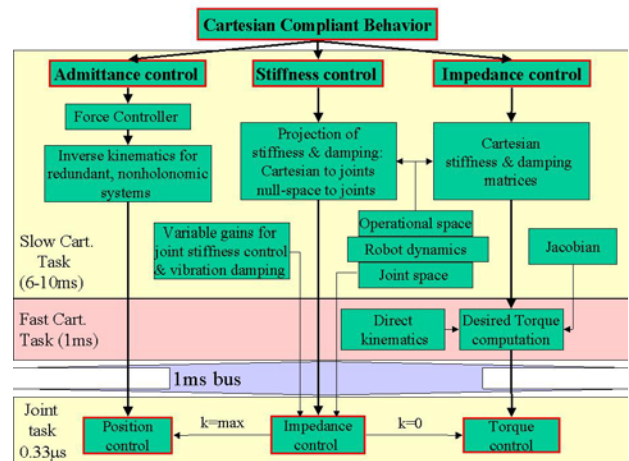 Cartesian Compliant Behavior
Admittance control
Stiffness control
Impedance control
Force Controller
Inverse kinematics for
redundant, nonholonomic
systems
Projection of
stiffness & damping:
Cartesian to joints
null-space to joints
Cartesian
stiffness & damping
matrices
Operational space
Robot dynamics
Joint space
Variable gains for
joint stiffness control
& vibration damping
Jacobian
Slow Cart.
Task
(6-10ms)
Fast Cart.
Task (1ms)
Direct
kinematics
Desired Torque
computation
1ms bus
Joint
task
0.33µs
Position
control
k=max
Impedance
control
k=0
Torque
control